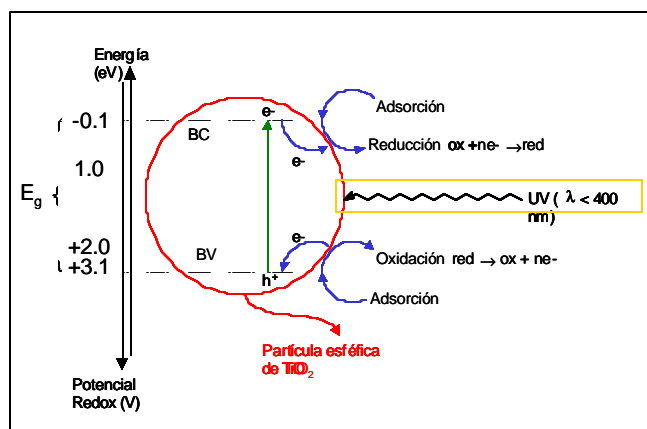 Energía
(eV)
-0.1
1.0
E g
+2.0
+3.1
Potencial
Redox (V)
e-
BC
e-
e-
BV
h+
Adsorción
Reducción ox +ne- →red
UV ( λ < 400
nm)
Oxidación red → ox + ne-
Adsorción
Partícula esféfica
de TiO2